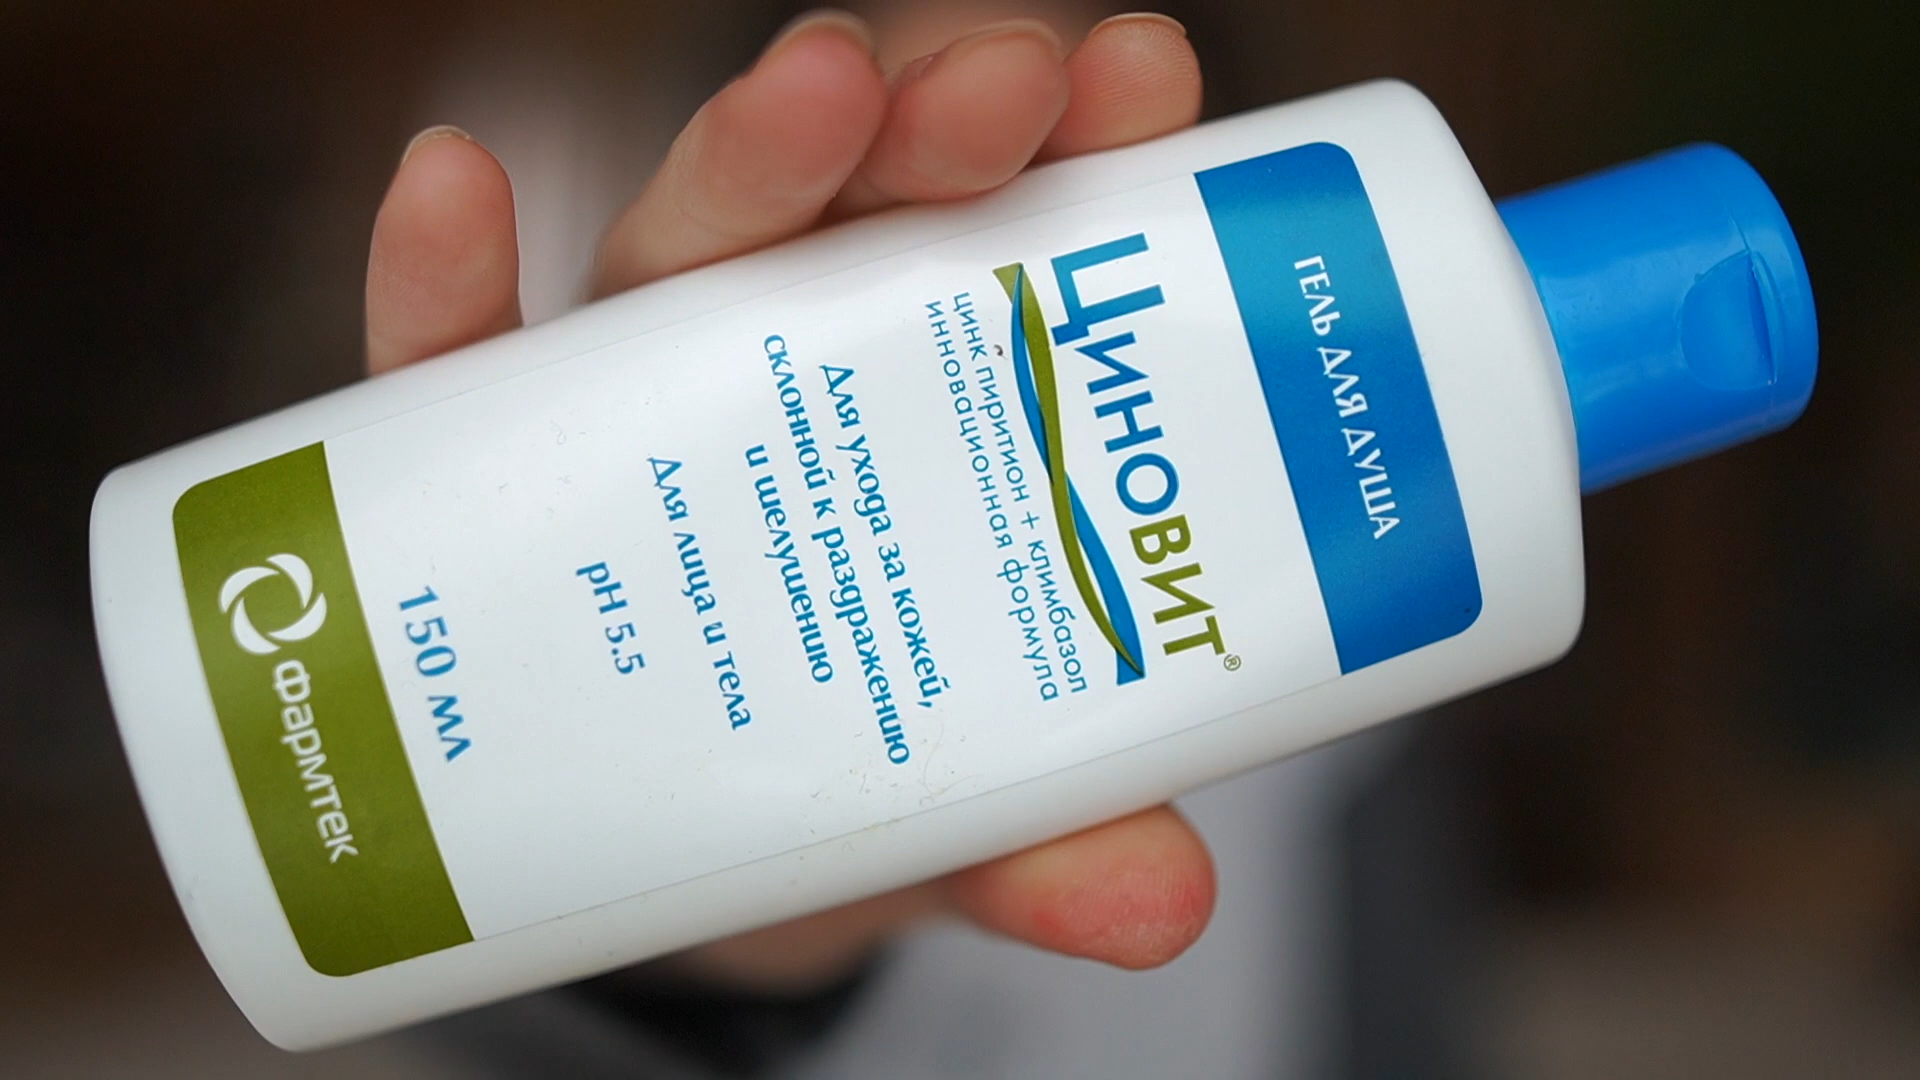 ГЕЛЬ ДЛЯ ДУША
ЦИНОВИТ®
ЦИНК ПИРИТИОН + КЛИМБАЗОЛ
ИННОВАЦИОННАЯ ФОРМУЛА
Для ухода за кожей,
склонной к раздражению
и шелушению
Для лица и тела
pH 5.5
150 мл
Фармтек